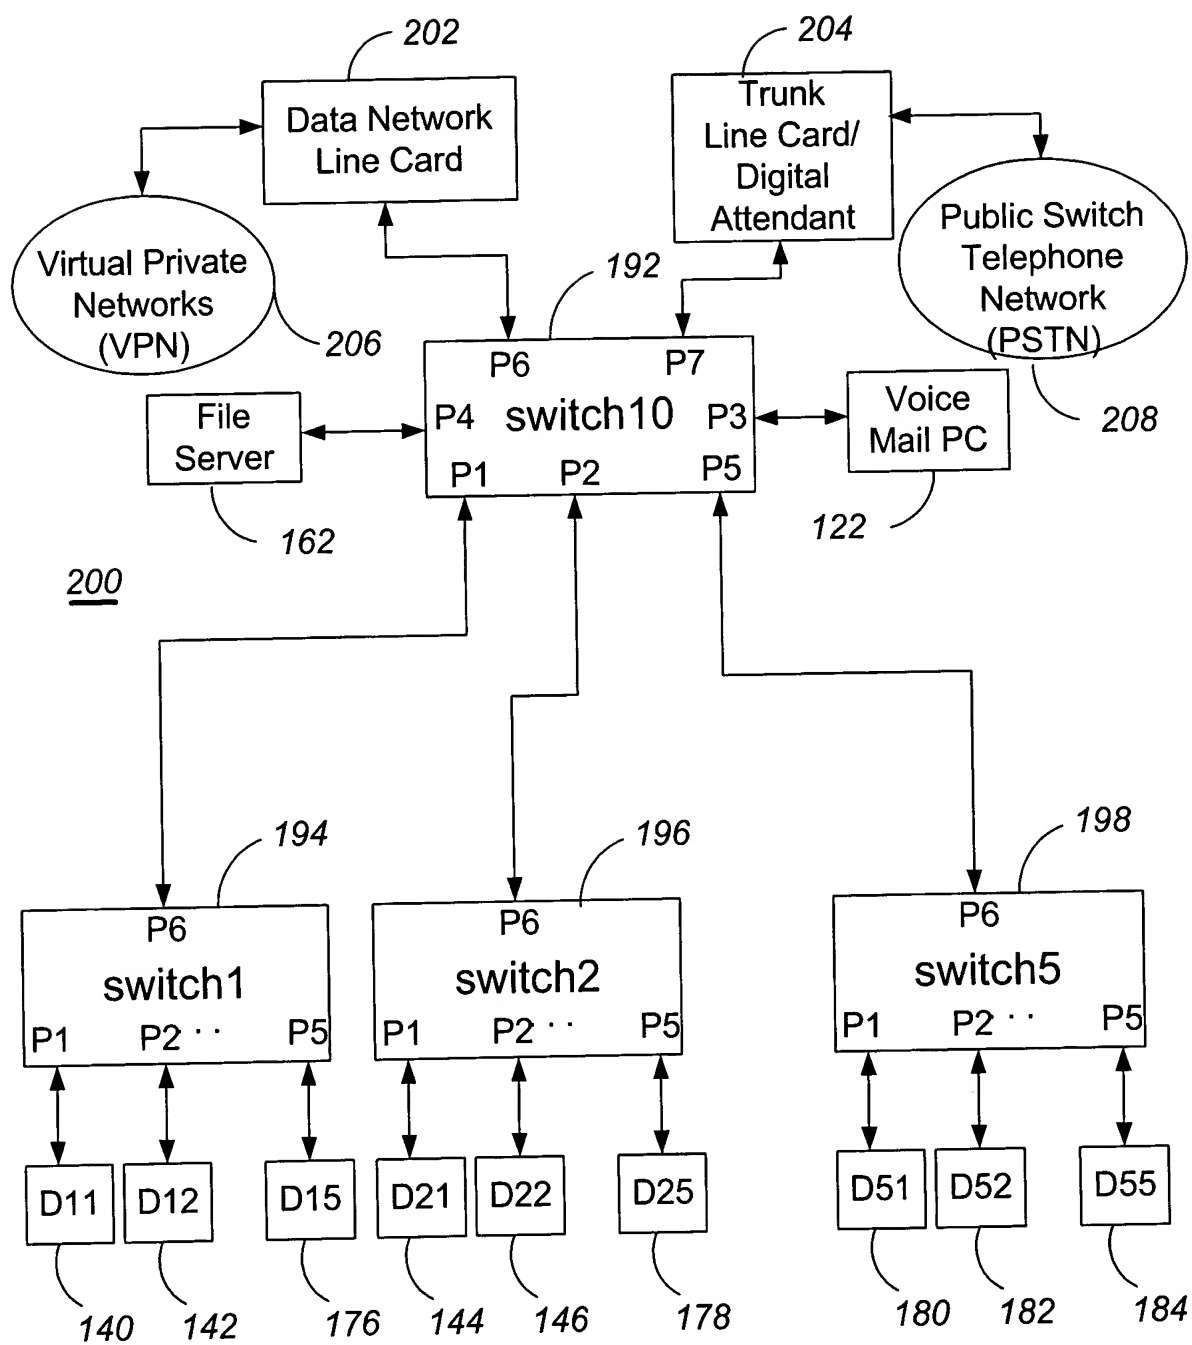 202
204
Data Network
Line Card
Trunk
Line Card/
Digital
Attendant
Virtual Private
Networks
(VPN)
206
192
Public Switch
Telephone
Network
(PSTN)
208
File
Server
162
P6
P7
P4
switch10
P3
P1
P2
P5
Voice
Mail PC
122
200
194
196
198
P6
switch1
P1
P2 ··
P5
P6
switch2
P1
P2 ··
P5
P6
switch5
P1
P2 ··
P5
D11
D12
D15
D21
D22
D25
D51
D52
D55
140
142
176
144
146
178
180
182
184